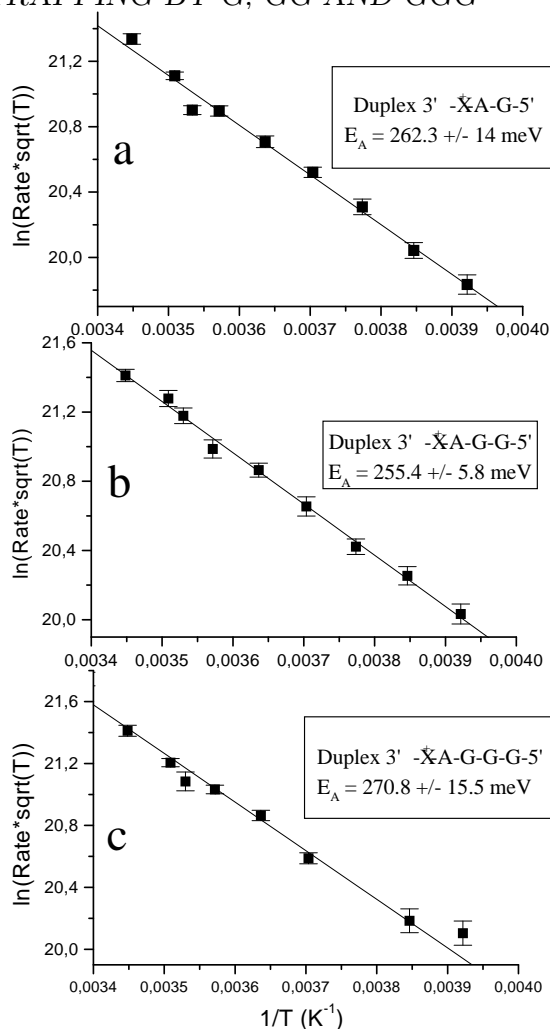 RAPPING BY G, GG AND GGG
ln(Rate*sqrt(T))
21,2
20,8
20,4
20,0
a
Duplex 3' -X⁺A-G-5'
E_A = 262.3 +/- 14 meV
0.0034 0.0035 0.0036 0.0037 0.0038 0.0039 0.0040
ln(Rate*sqrt(T))
21,6
21,2
20,8
20,4
20,0
b
Duplex 3' -X⁺A-G-G-5'
E_A = 255.4 +/- 5.8 meV
0,0034 0,0035 0,0036 0,0037 0,0038 0,0039 0,0040
ln(Rate*sqrt(T))
21,6
21,2
20,8
20,4
20,0
c
Duplex 3' -X⁺A-G-G-G-5'
E_A = 270.8 +/- 15.5 meV
0,0034 0,0035 0,0036 0,0037 0,0038 0,0039 0,0040
1/T (K⁻¹)